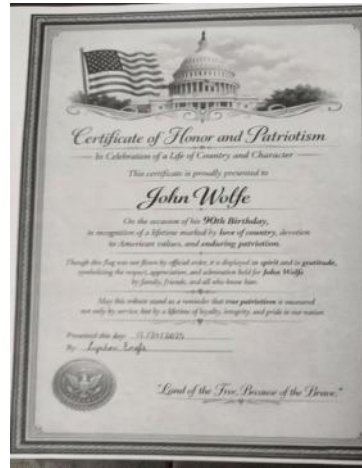 Certificate of Honor and Patriotism
In Celebration of a Life of Country and Character
This certificate is proudly presented to
John Wolfe
On the occasion of his 90th Birthday,
in recognition of a lifetime marked by love of country, devotion
to American values, and enduring patriotism.
Though this flag was not flown by official order, it is displayed in spirit and in gratitude,
symbolizing the respect, appreciation, and admiration held for John Wolfe
by family, friends, and all who know him.
May this tribute stand as a reminder that true patriotism is measured
not only by service, but by a lifetime of loyalty, integrity, and pride in our nation
Presented this day:
By:
"Land of the Free, Because of the Brave."